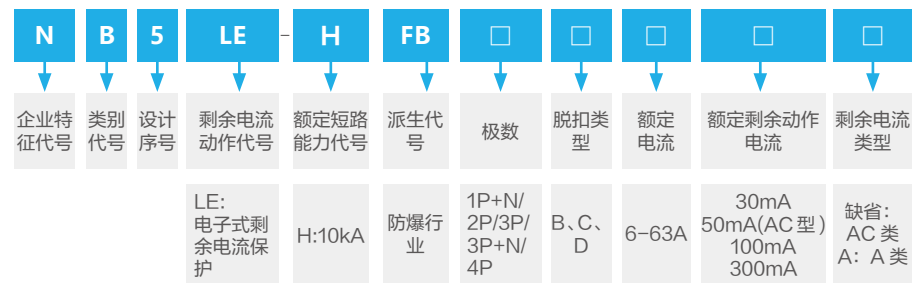 N B 5 LE - H FB □ □ □ □ □
企业特
征代号
类别
代号
设计
序号
剩余电流
动作代号
额定短路
能力代号
派生代
号
极数
脱扣类
型
额定
电流
额定剩余动作
电流
剩余电流
类型
LE:
电子式剩
余电流保
护
H:10kA
防爆行
业
1P+N/
2P/3P/
3P+N/
4P
B、C、
D
6-63A
30mA
50mA(AC型)
100mA
300mA
缺省：
AC 类
A：A 类